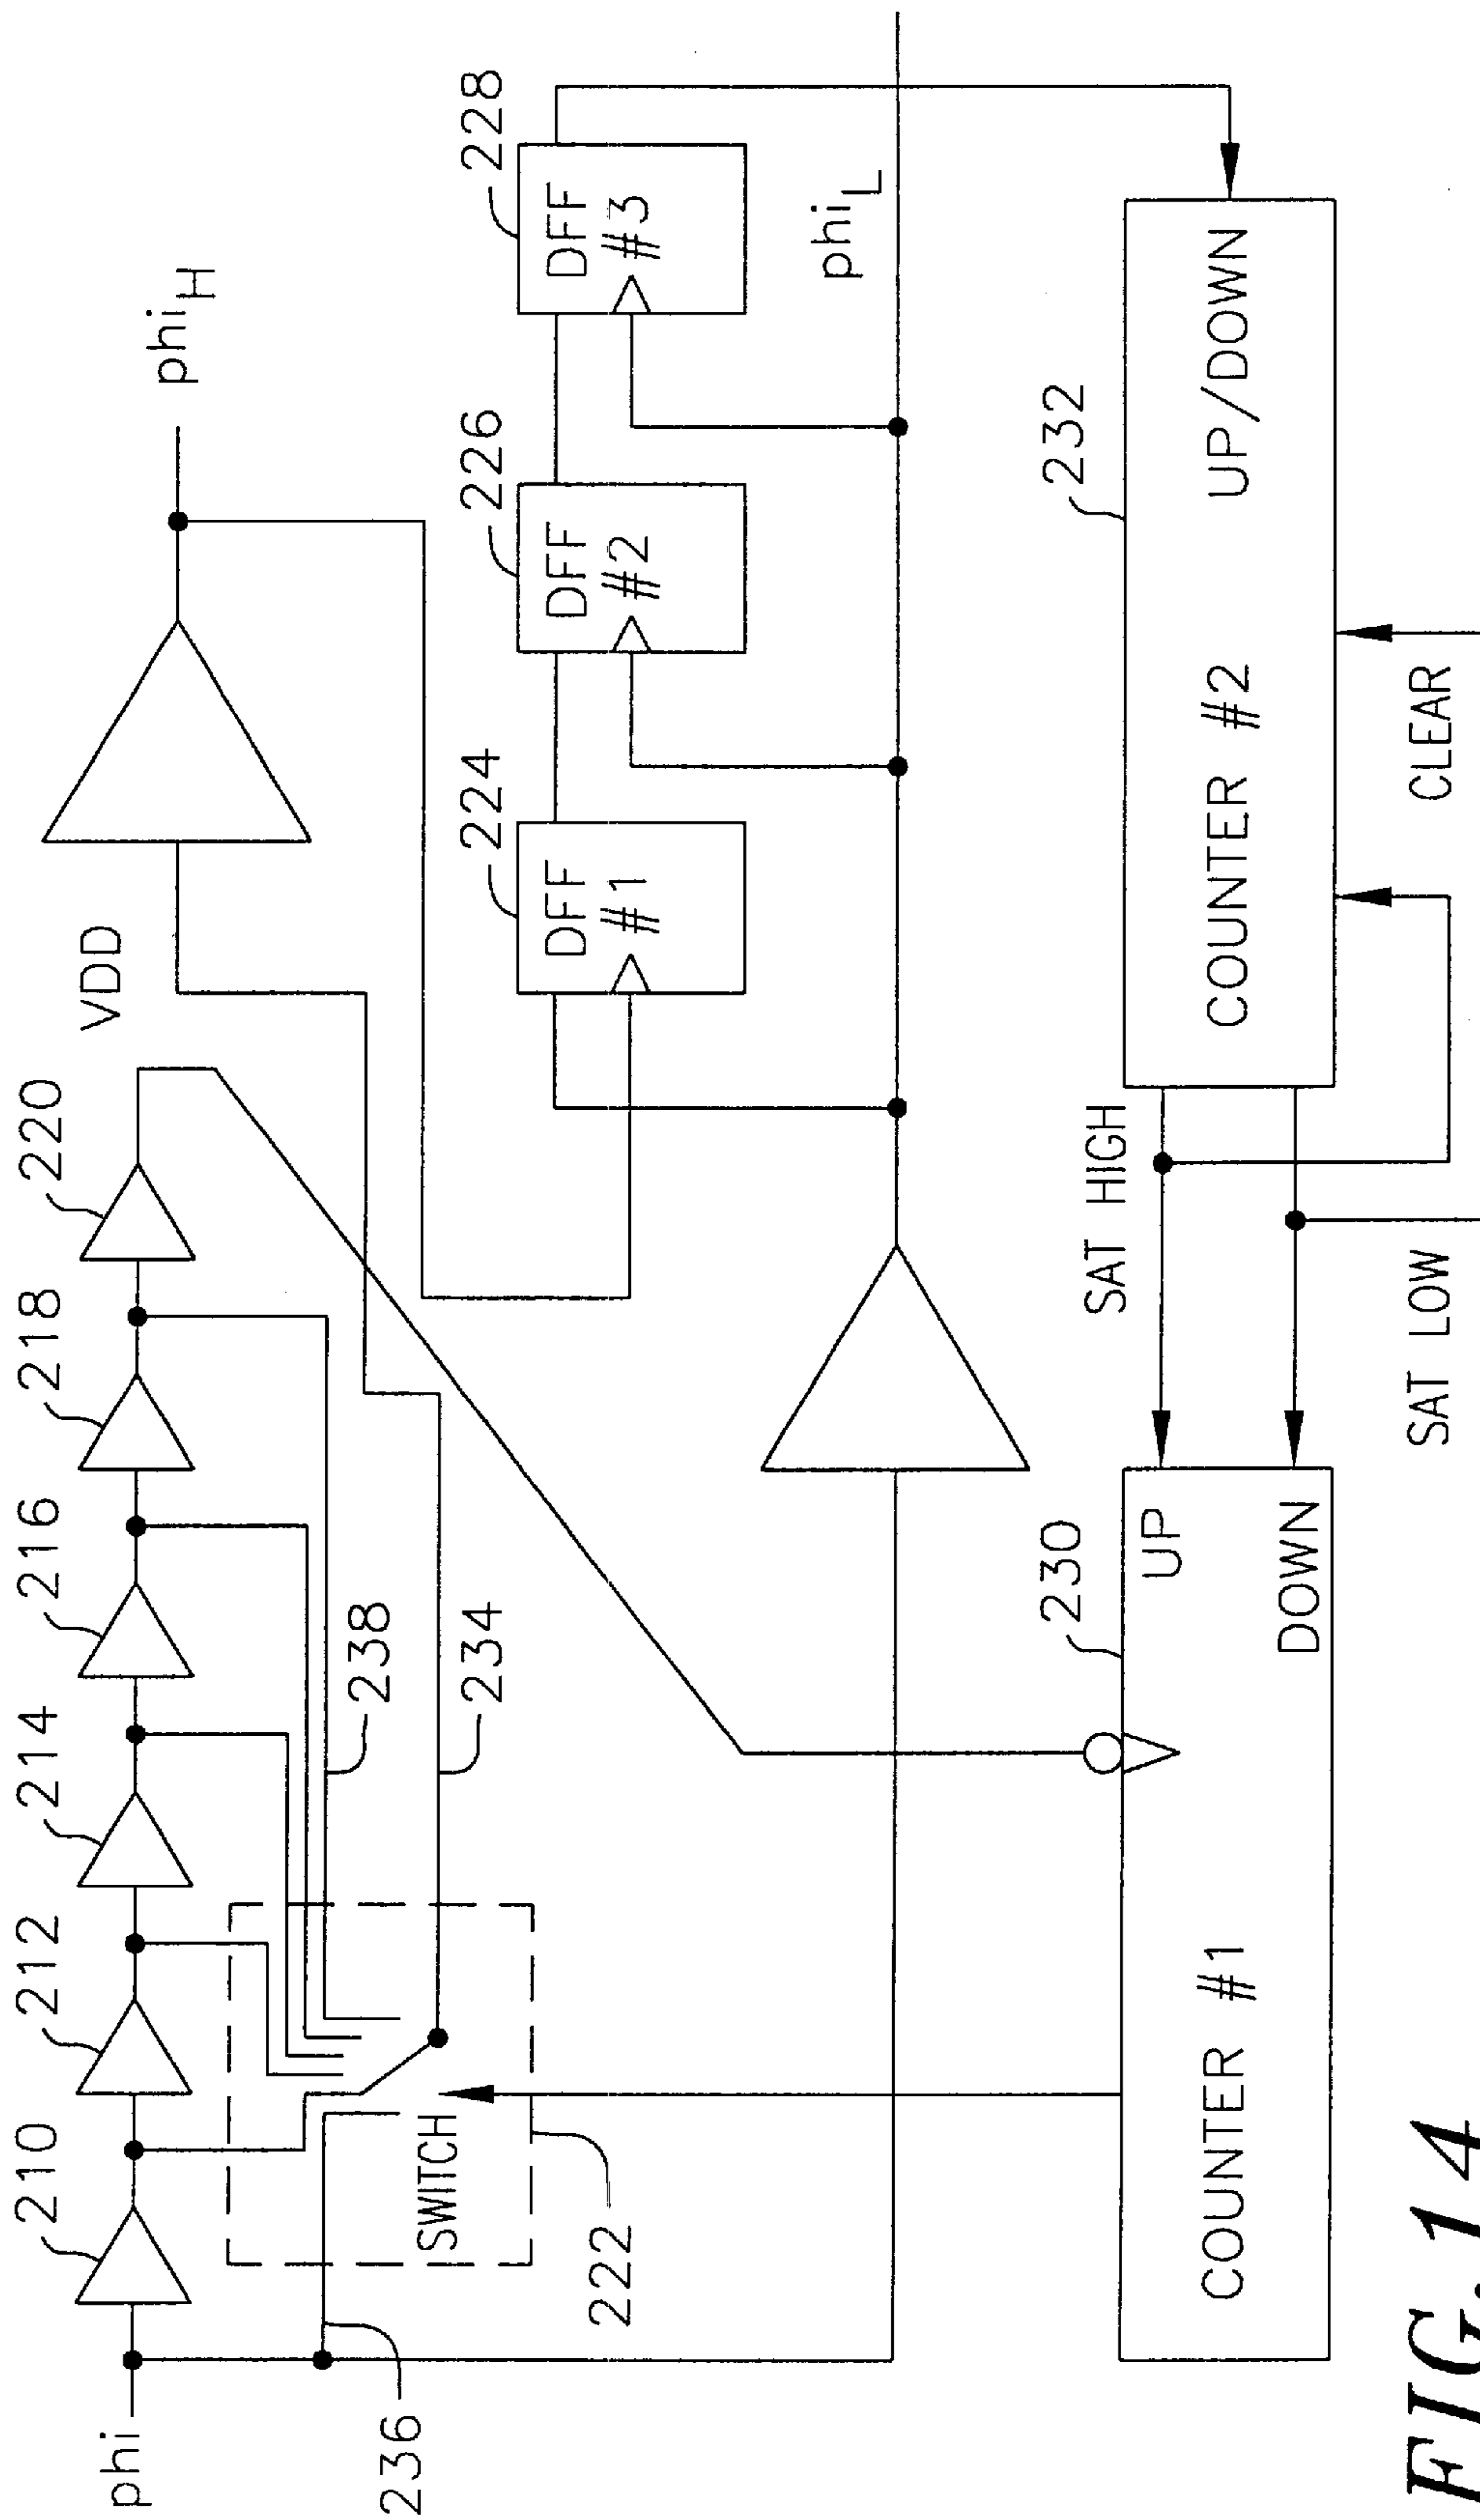 210
212
214
216
218
220
VDD
phi
phiH
238
234
SWITCH
236
222
224
226
228
DFF
#1
DFF
#2
DFF
#3
phiL
230
232
UP
DOWN
COUNTER #1
SAT HIGH
SAT LOW
COUNTER #2
UP/DOWN
CLEAR
FIG. 14